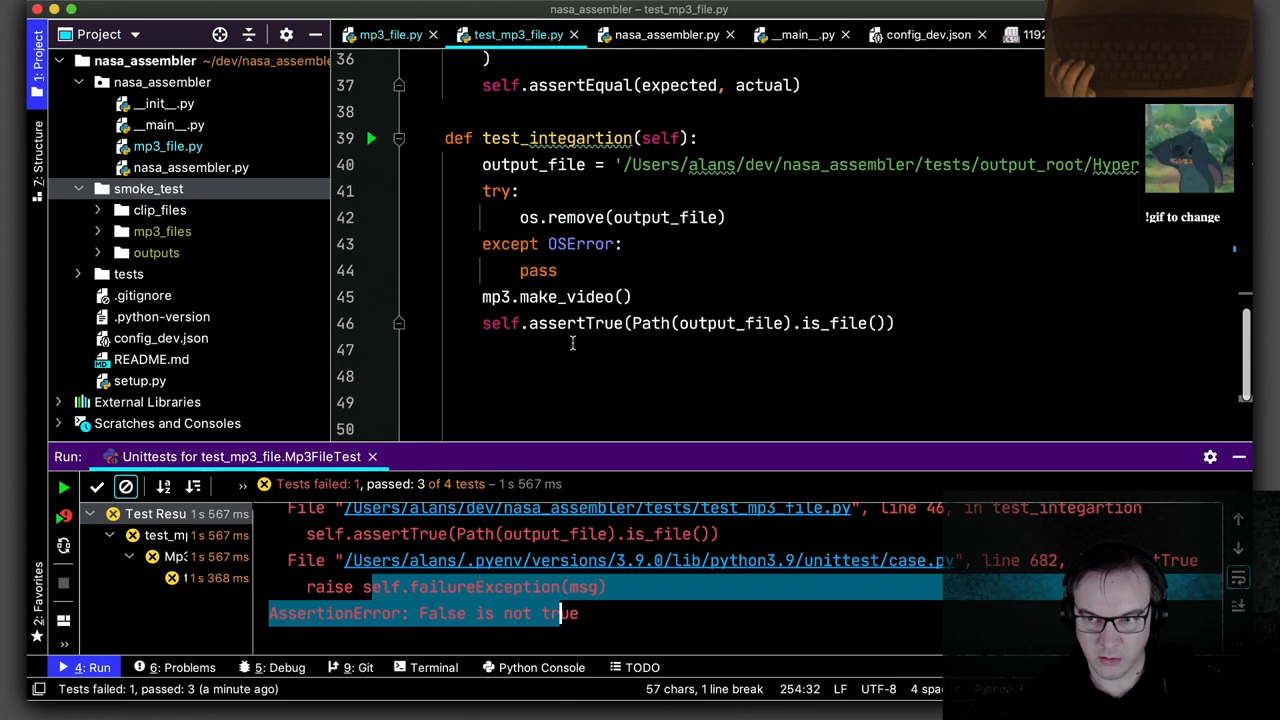 nasa_assembler – test_mp3_file.py
Project
mp3_file.py
test_mp3_file.py
nasa_assembler.py
__main__.py
config_dev.json
1: Project
nasa_assembler ~/dev/nasa_assemble
nasa_assembler
__init__.py
__main__.py
mp3_file.py
nasa_assembler.py
smoke_test
clip_files
mp3_files
outputs
tests
.gitignore
.python-version
config_dev.json
README.md
setup.py
External Libraries
Scratches and Consoles
Z: Structure
2: Favorites
36 )
37 self.assertEqual(expected, actual)
38
39 def test_integartion(self):
40 output_file = '/Users/alans/dev/nasa_assembler/tests/output_root/Hyper
41 try:
42 os.remove(output_file)
43 except OSError:
44 pass
45 mp3.make_video()
46 self.assertTrue(Path(output_file).is_file())
47
48
49
50
!gif to change
Run: Unittests for test_mp3_file.Mp3FileTest
Tests failed: 1, passed: 3 of 4 tests – 1 s 567 ms
Test Resu 1 s 567 ms
test_mp 1 s 567 ms
Mp3 1 s 567 ms
1 s 368 ms
File "/Users/alans/dev/nasa_assembler/tests/test_mp3_file.py", line 46, in test_integartion
self.assertTrue(Path(output_file).is_file())
File "/Users/alans/.pyenv/versions/3.9.0/lib/python3.9/unittest/case.py", line 682,
raise self.failureException(msg)
AssertionError: False is not true
4: Run
6: Problems
5: Debug
9: Git
Terminal
Python Console
TODO
Tests failed: 1, passed: 3 (a minute ago)
57 chars, 1 line break
254:32
LF
UTF-8
4 spac